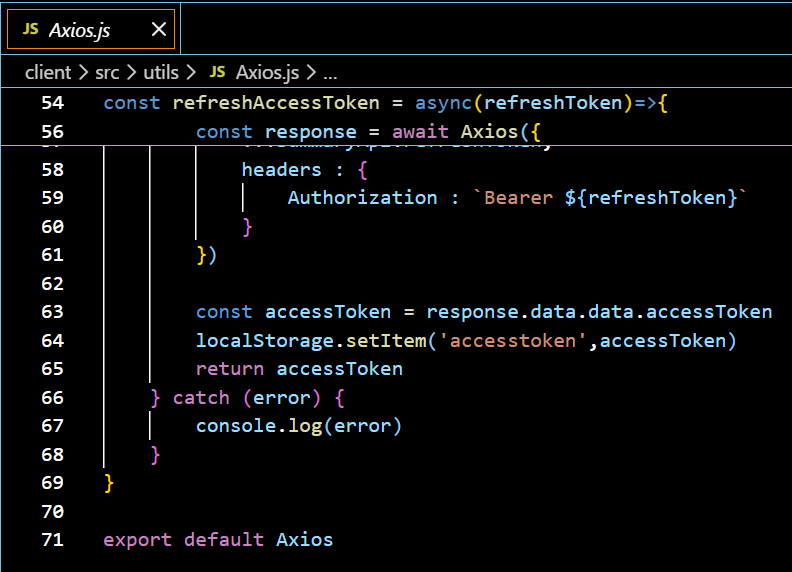 JS Axios.js ×
client > src > utils > JS Axios.js > ...
54 const refreshAccessToken = async(refreshToken)=>{
56 const response = await Axios({
58 headers : {
59 Authorization : `Bearer ${refreshToken}`
60 }
61 })
62
63 const accessToken = response.data.data.accessToken
64 localStorage.setItem('accesstoken',accessToken)
65 return accessToken
66 } catch (error) {
67 console.log(error)
68 }
69 }
70
71 export default Axios